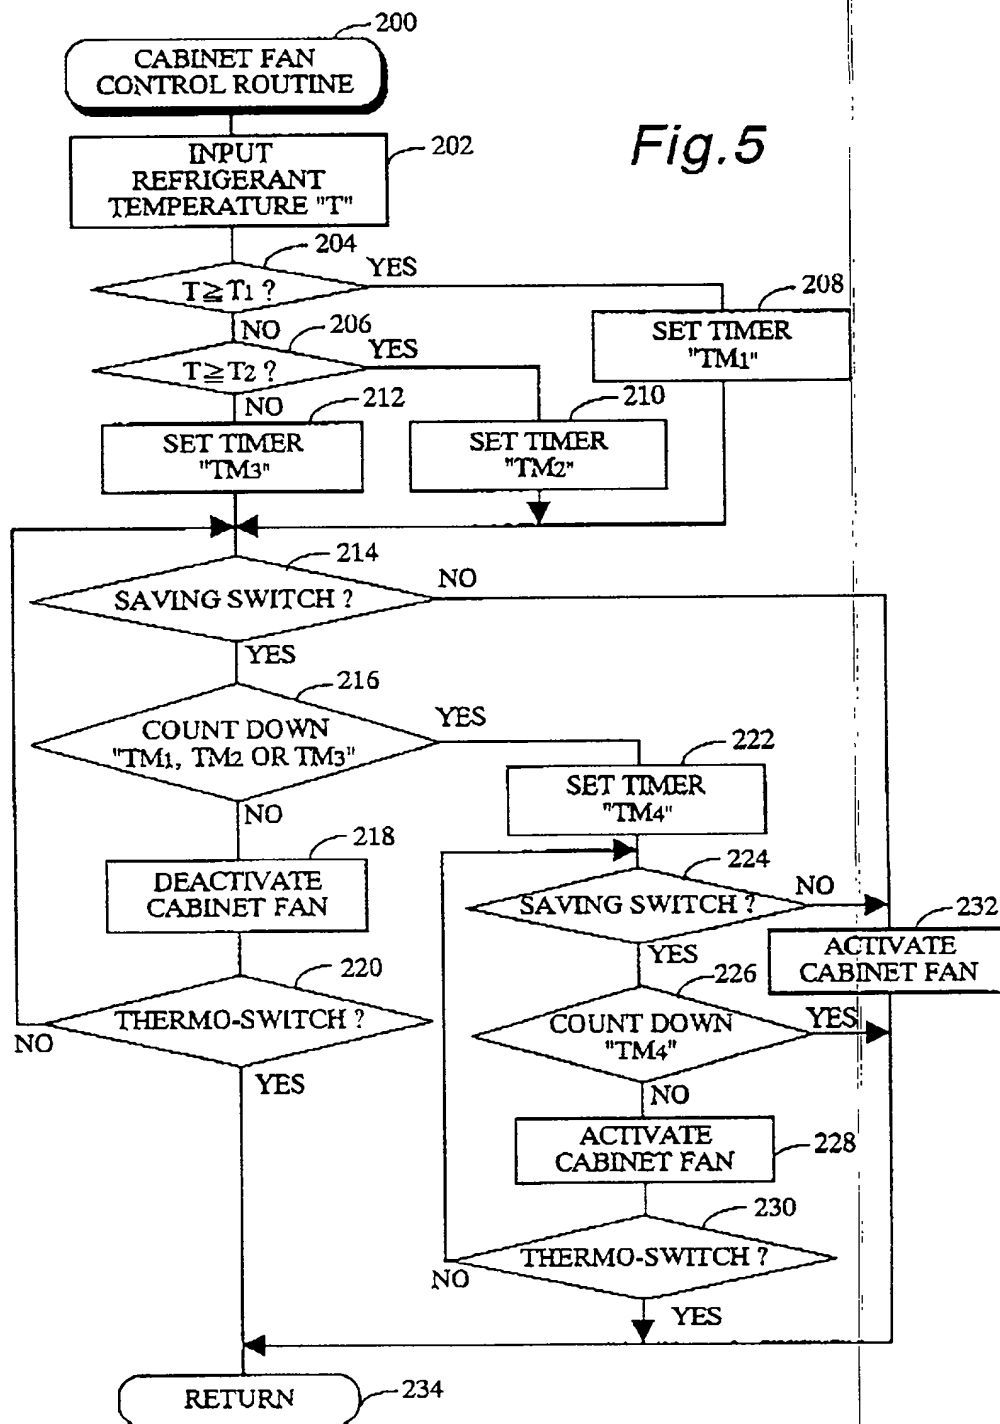 200
CABINET FAN
CONTROL ROUTINE
Fig.5
202
INPUT
REFRIGERANT
TEMPERATURE "T"
204
T≧T1 ?
YES
NO
208
SET TIMER
"TM1"
206
T≧T2 ?
YES
NO
212
SET TIMER
"TM3"
210
SET TIMER
"TM2"
214
SAVING SWITCH ?
NO
YES
216
COUNT DOWN
"TM1, TM2 OR TM3"
YES
NO
222
SET TIMER
"TM4"
218
DEACTIVATE
CABINET FAN
224
SAVING SWITCH ?
NO
YES
232
ACTIVATE
CABINET FAN
220
THERMO-SWITCH ?
NO
YES
226
COUNT DOWN
"TM4"
YES
NO
228
ACTIVATE
CABINET FAN
230
THERMO-SWITCH ?
NO
YES
RETURN
234